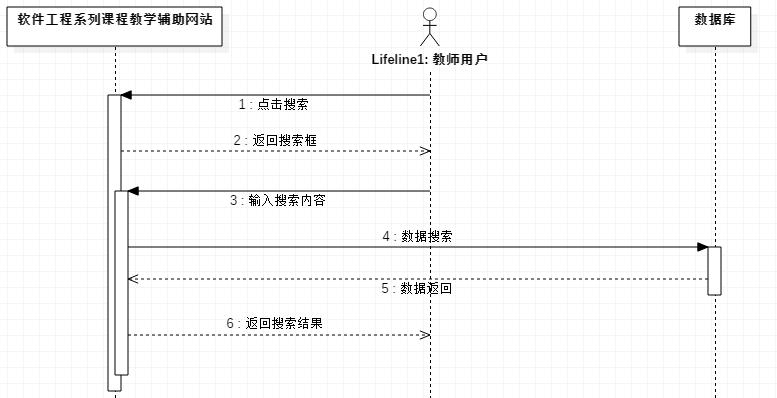 软件工程系列课程教学辅助网站
Lifeline1: 教师用户
数据库
1 : 点击搜索
2 : 返回搜索框
3 : 输入搜索内容
4 : 数据搜索
5 : 数据返回
6 : 返回搜索结果